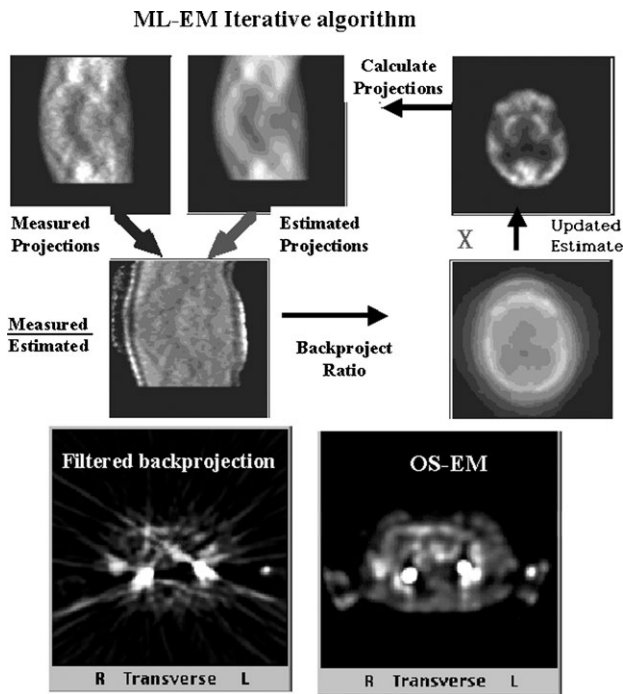 ML-EM Iterative algorithm
Calculate
Projections
Measured
Projections
Estimated
Projections
X
Updated
Estimate
Measured
Estimated
Backproject
Ratio
Filtered backprojection
OS-EM
R Transverse L
R Transverse L